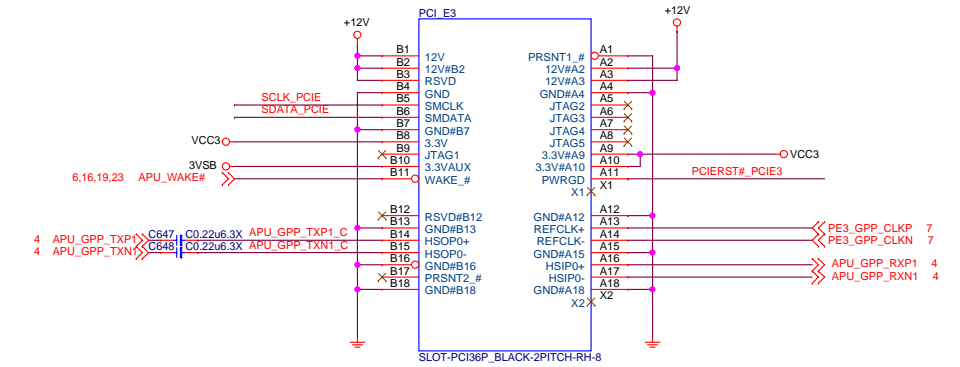 PCI_E3
+12V
+12V
B1 12V PRSNT1_# A1
B2 12V#B2 12V#A2 A2
B3 RSVD 12V#A3 A3
B4 GND GND#A4 A4
SCLK_PCIE B5 SMCLK JTAG2 A5
SDATA_PCIE B6 SMDATA JTAG3 A6
B7 GND#B7 JTAG4 A7
VCC3 B8 3.3V JTAG5 A8
B9 JTAG1 3.3V#A9 A9 VCC3
3VSB B10 3.3VAUX 3.3V#A10 A10
6,16,19,23 APU_WAKE# B11 WAKE_# PWRGD A11 PCIERST#_PCIE3
X1 X1
B12 RSVD#B12 GND#A12 A12
B13 GND#B13 REFCLK+ A13 PE3_GPP_CLKP 7
4 APU_GPP_TXP1 C647 C0.22u6.3X APU_GPP_TXP1_C B14 HSOP0+ REFCLK- A14 PE3_GPP_CLKN 7
4 APU_GPP_TXN1 C648 C0.22u6.3X APU_GPP_TXN1_C B15 HSOP0- GND#A15 A15
B16 GND#B16 HSIP0+ A16 APU_GPP_RXP1 4
B17 PRSNT2_# HSIP0- A17 APU_GPP_RXN1 4
B18 GND#B18 GND#A18 A18
X2 X2
SLOT-PCI36P_BLACK-2PITCH-RH-8